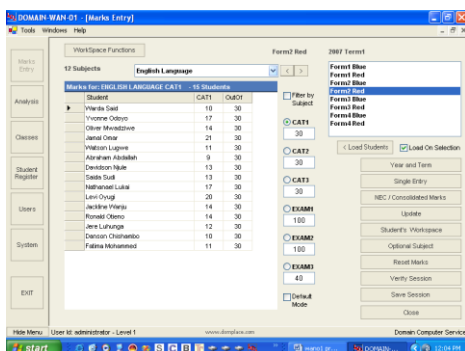 DOMAIN-WAN-01 - [Marks Entry]
Tools Windows Help
WorkSpace Functions
Form2 Red
2007 Term1
12 Subjects
English Language
< >
Marks for: ENGLISH LANGUAGE CAT1 - 15 Students
Student CAT1 OutOf
Warda Said 10 30
Yvonne Odoyo 17 30
Oliver Mwadziwe 14 30
Jamal Omar 21 30
Watson Lugwe 11 30
Abraham Abdallah 9 30
Davidson Njule 13 30
Saida Sudi 13 30
Nathanael Lukai 17 30
Levi Oyugi 20 30
Jackline Wanju 14 30
Ronald Otieno 14 30
Jere Luhunga 12 30
Danson Chishambo 10 30
Fatima Mohammed 11 30
Filter by
Subject
CAT1
30
CAT2
30
CAT3
30
EXAM1
100
EXAM2
100
EXAM3
40
Default
Mode
Form1 Blue
Form1 Red
Form2 Blue
Form2 Red
Form3 Blue
Form3 Red
Form4 Blue
Form4 Red
< Load Students
Load On Selection
Year and Term
Single Entry
NEC / Consolidated Marks
Update
Student's Workspace
Optional Subject
Reset Marks
Verify Session
Save Session
Close
Marks
Entry
Analysis
Classes
Student
Register
Users
System
EXIT
Hide Menu
User Id: administrator - Level 1
Domain Computer Service
start
DOMAIN-
12:04 PM